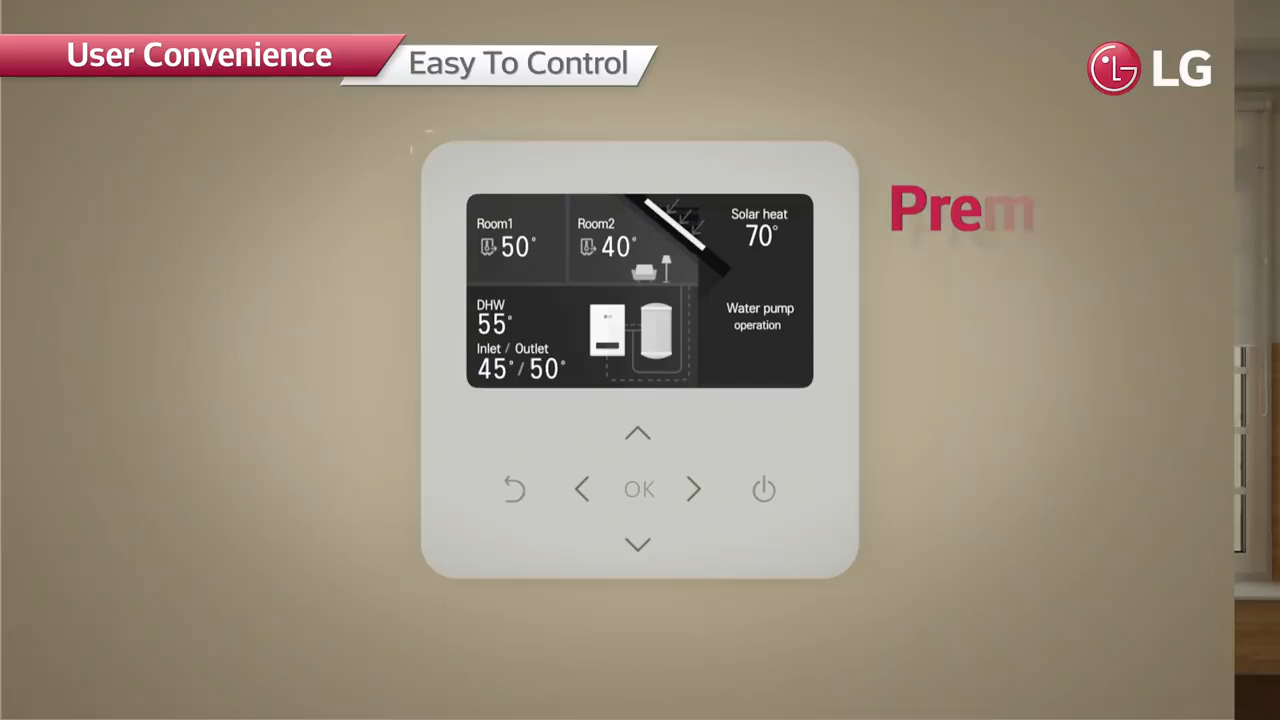 User Convenience
Easy To Control
LG
Prem
Room1
50°
Room2
40°
Solar heat
70°
DHW
55°
Inlet / Outlet
45° / 50°
Water pump
operation
OK